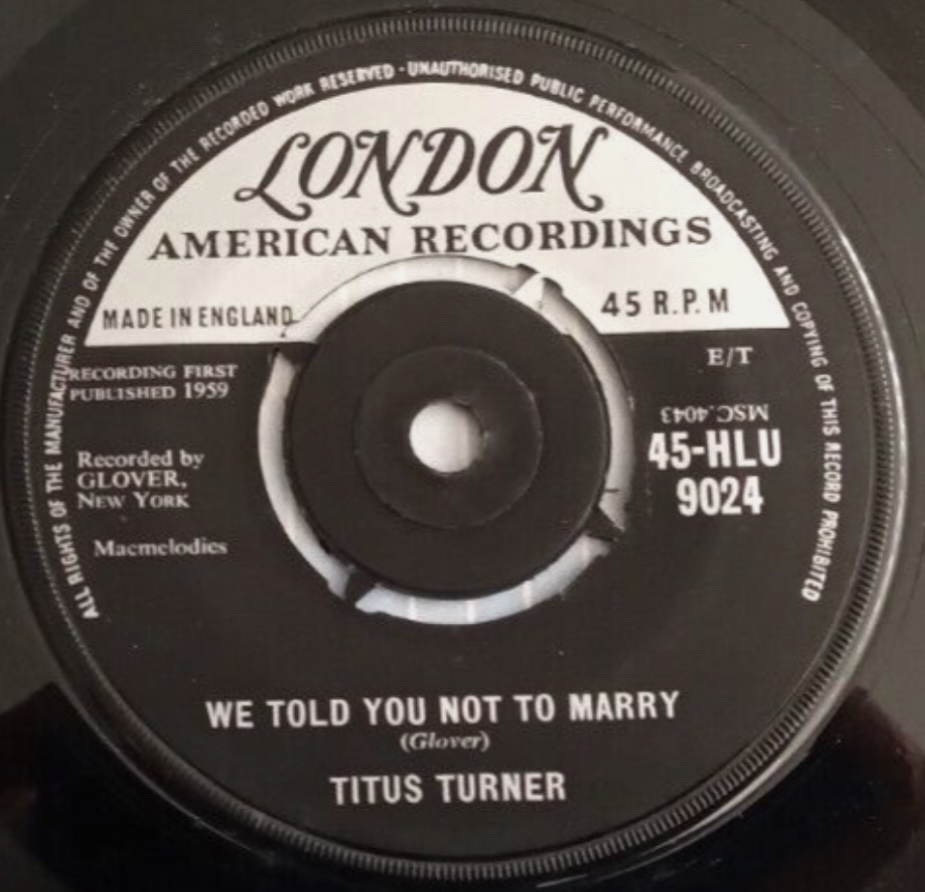 ALL RIGHTS OF THE MANUFACTURER AND OF THE OWNER OF THE RECORDED WORK RESERVED · UNAUTHORISED PUBLIC PERFORMANCE BROADCASTING AND COPYING OF THIS RECORD PROHIBITED
LONDON
AMERICAN RECORDINGS
MADE IN ENGLAND
45 R.P.M
E/T
RECORDING FIRST
PUBLISHED 1959
MSC.4043
45-HLU
9024
Recorded by
GLOVER,
NEW YORK
Macmelodies
WE TOLD YOU NOT TO MARRY
(Glover)
TITUS TURNER